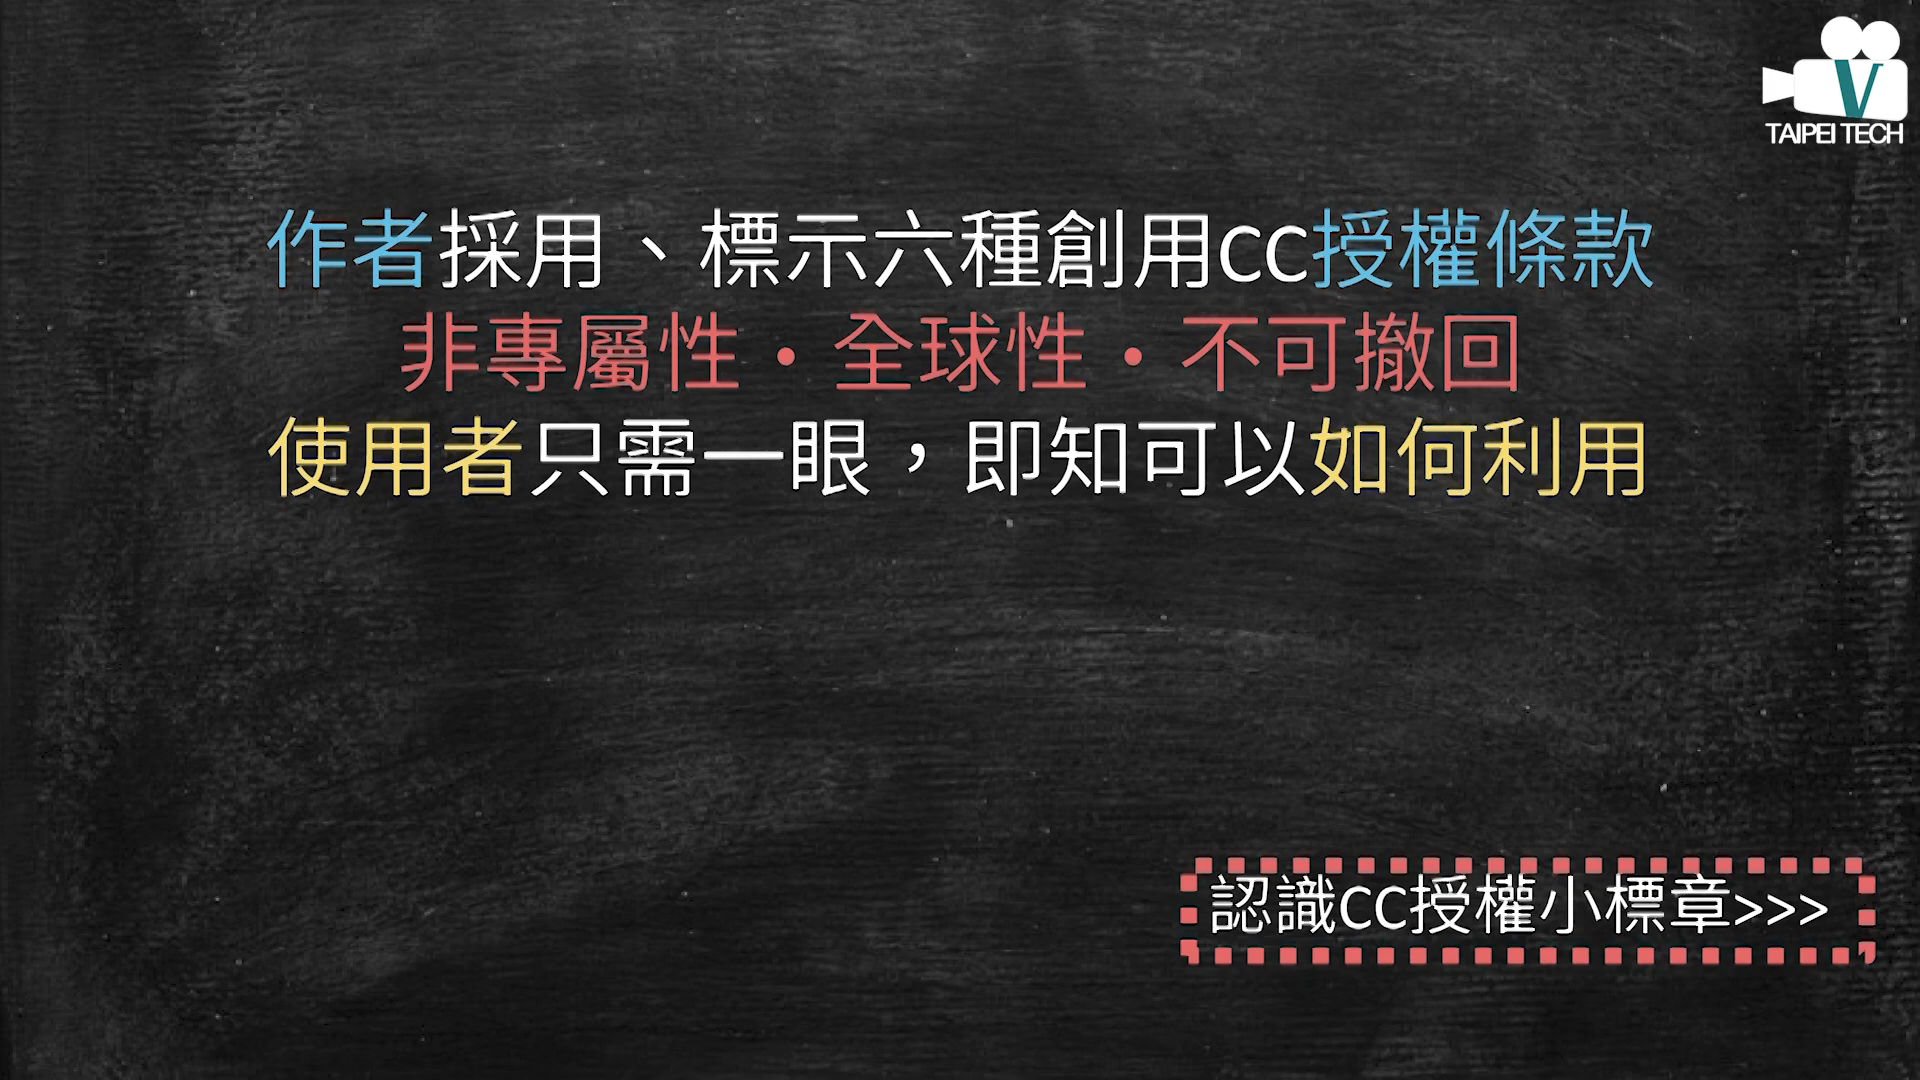 V
TAIPEI TECH
作者採用、標示六種創用CC授權條款
非專屬性•全球性•不可撤回
使用者只需一眼，即知可以如何利用
認識CC授權小標章>>>